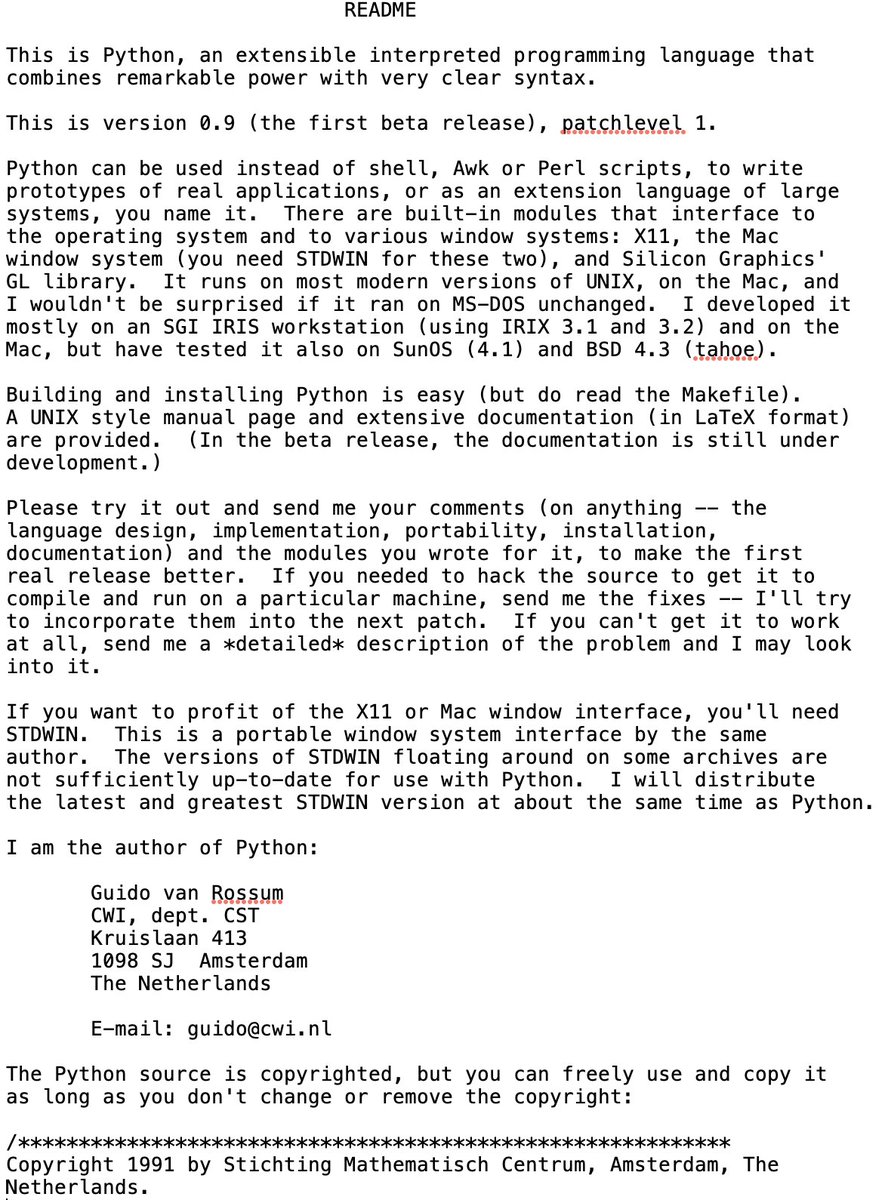 README
This is Python, an extensible interpreted programming language that
combines remarkable power with very clear syntax.
This is version 0.9 (the first beta release), patchlevel 1.
Python can be used instead of shell, Awk or Perl scripts, to write
prototypes of real applications, or as an extension language of large
systems, you name it.  There are built-in modules that interface to
the operating system and to various window systems: X11, the Mac
window system (you need STDWIN for these two), and Silicon Graphics'
GL library.  It runs on most modern versions of UNIX, on the Mac, and
I wouldn't be surprised if it ran on MS-DOS unchanged.  I developed it
mostly on an SGI IRIS workstation (using IRIX 3.1 and 3.2) and on the
Mac, but have tested it also on SunOS (4.1) and BSD 4.3 (tahoe).
Building and installing Python is easy (but do read the Makefile).
A UNIX style manual page and extensive documentation (in LaTeX format)
are provided.  (In the beta release, the documentation is still under
development.)
Please try it out and send me your comments (on anything -- the
language design, implementation, portability, installation,
documentation) and the modules you wrote for it, to make the first
real release better.  If you needed to hack the source to get it to
compile and run on a particular machine, send me the fixes -- I'll try
to incorporate them into the next patch.  If you can't get it to work
at all, send me a *detailed* description of the problem and I may look
into it.
If you want to profit of the X11 or Mac window interface, you'll need
STDWIN.  This is a portable window system interface by the same
author.  The versions of STDWIN floating around on some archives are
not sufficiently up-to-date for use with Python.  I will distribute
the latest and greatest STDWIN version at about the same time as Python.
I am the author of Python:
Guido van Rossum
CWI, dept. CST
Kruislaan 413
1098 SJ  Amsterdam
The Netherlands
E-mail: guido@cwi.nl
The Python source is copyrighted, but you can freely use and copy it
as long as you don't change or remove the copyright:
/***********************************************************
Copyright 1991 by Stichting Mathematisch Centrum, Amsterdam, The
Netherlands.